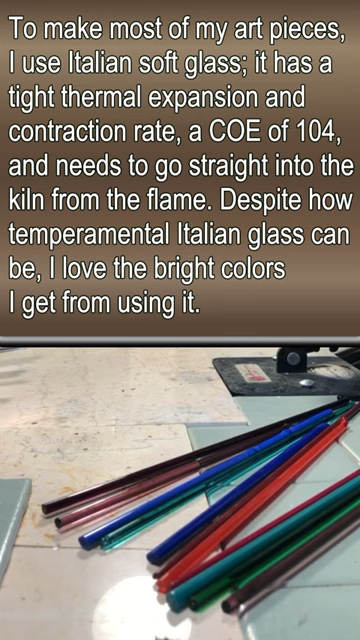 To make most of my art pieces,
I use Italian soft glass; it has a
tight thermal expansion and
contraction rate, a COE of 104,
and needs to go straight into the
kiln from the flame. Despite how
temperamental Italian glass can
be, I love the bright colors
I get from using it.